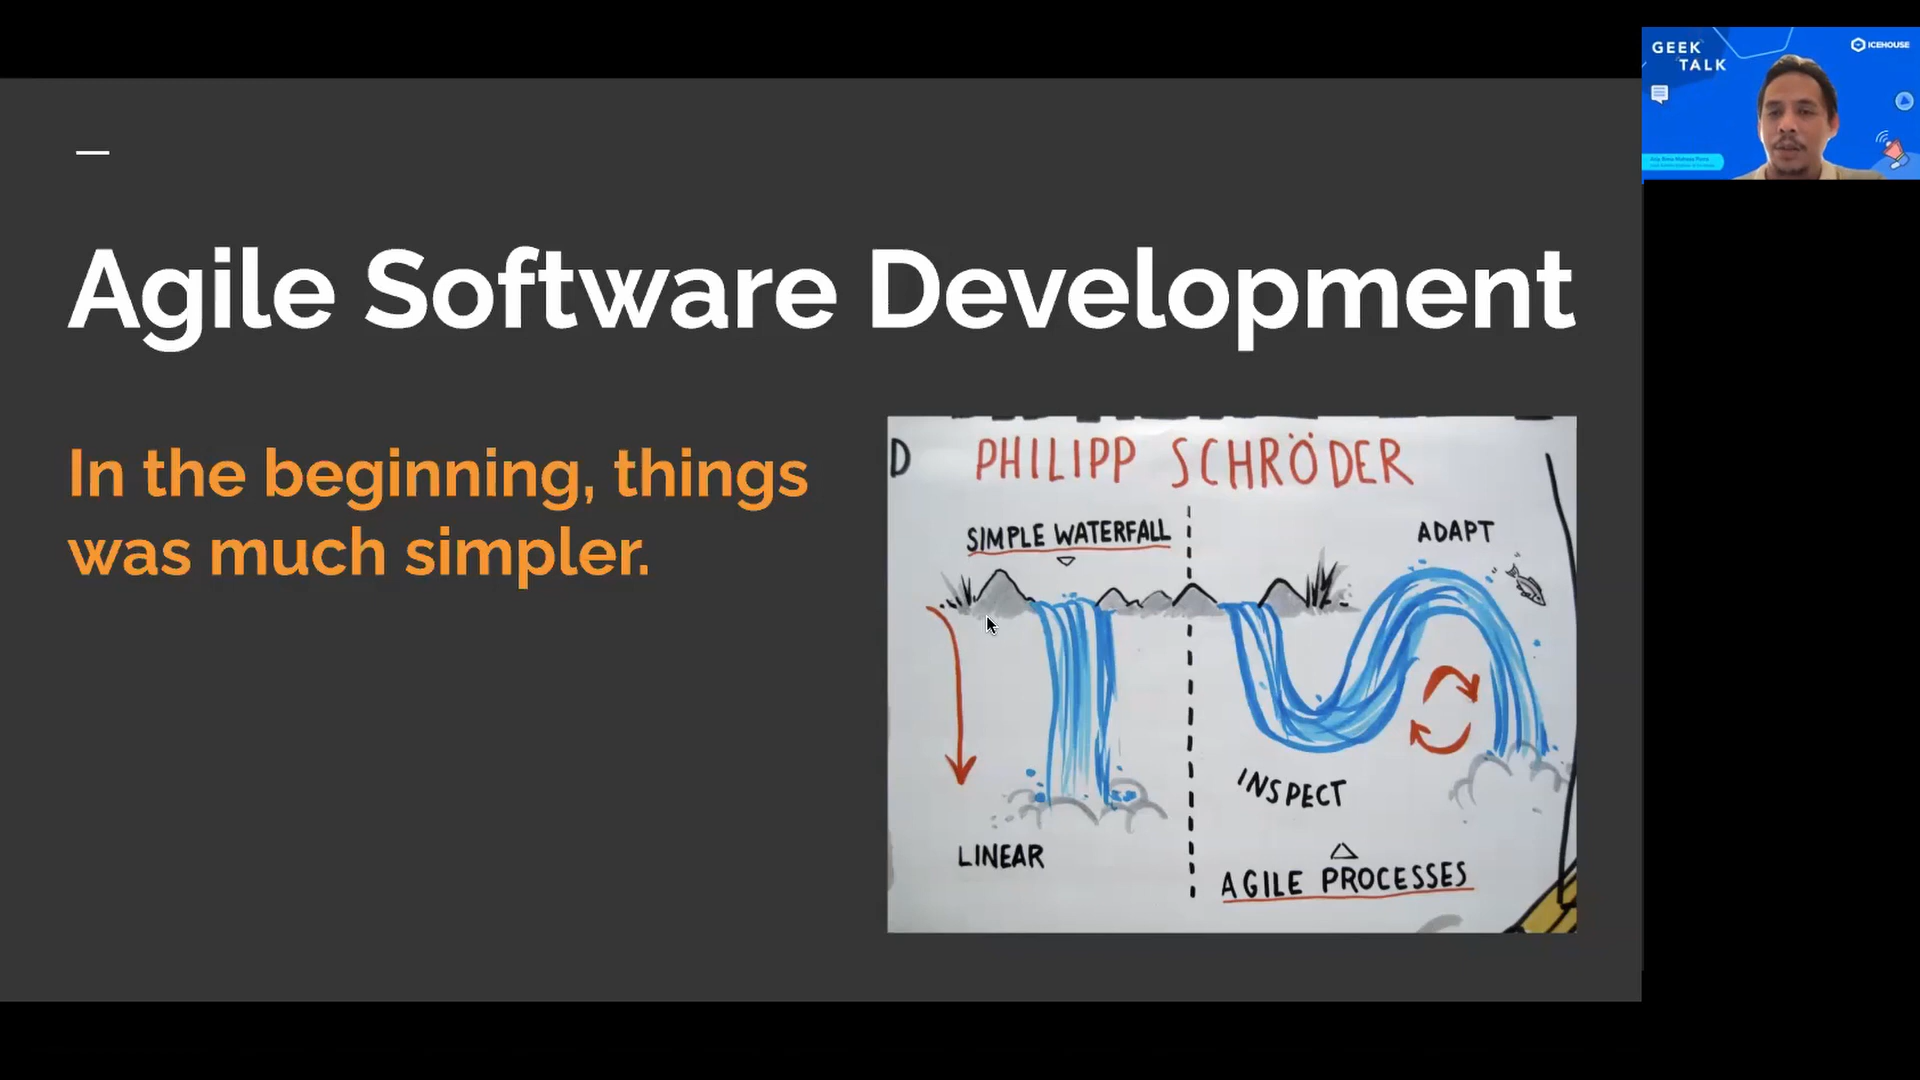 GEEK
TALK
ICEHOUSE
Agile Software Development
In the beginning, things
was much simpler.
D PHILIPP SCHRÖDER
SIMPLE WATERFALL
ADAPT
INSPECT
LINEAR
AGILE PROCESSES